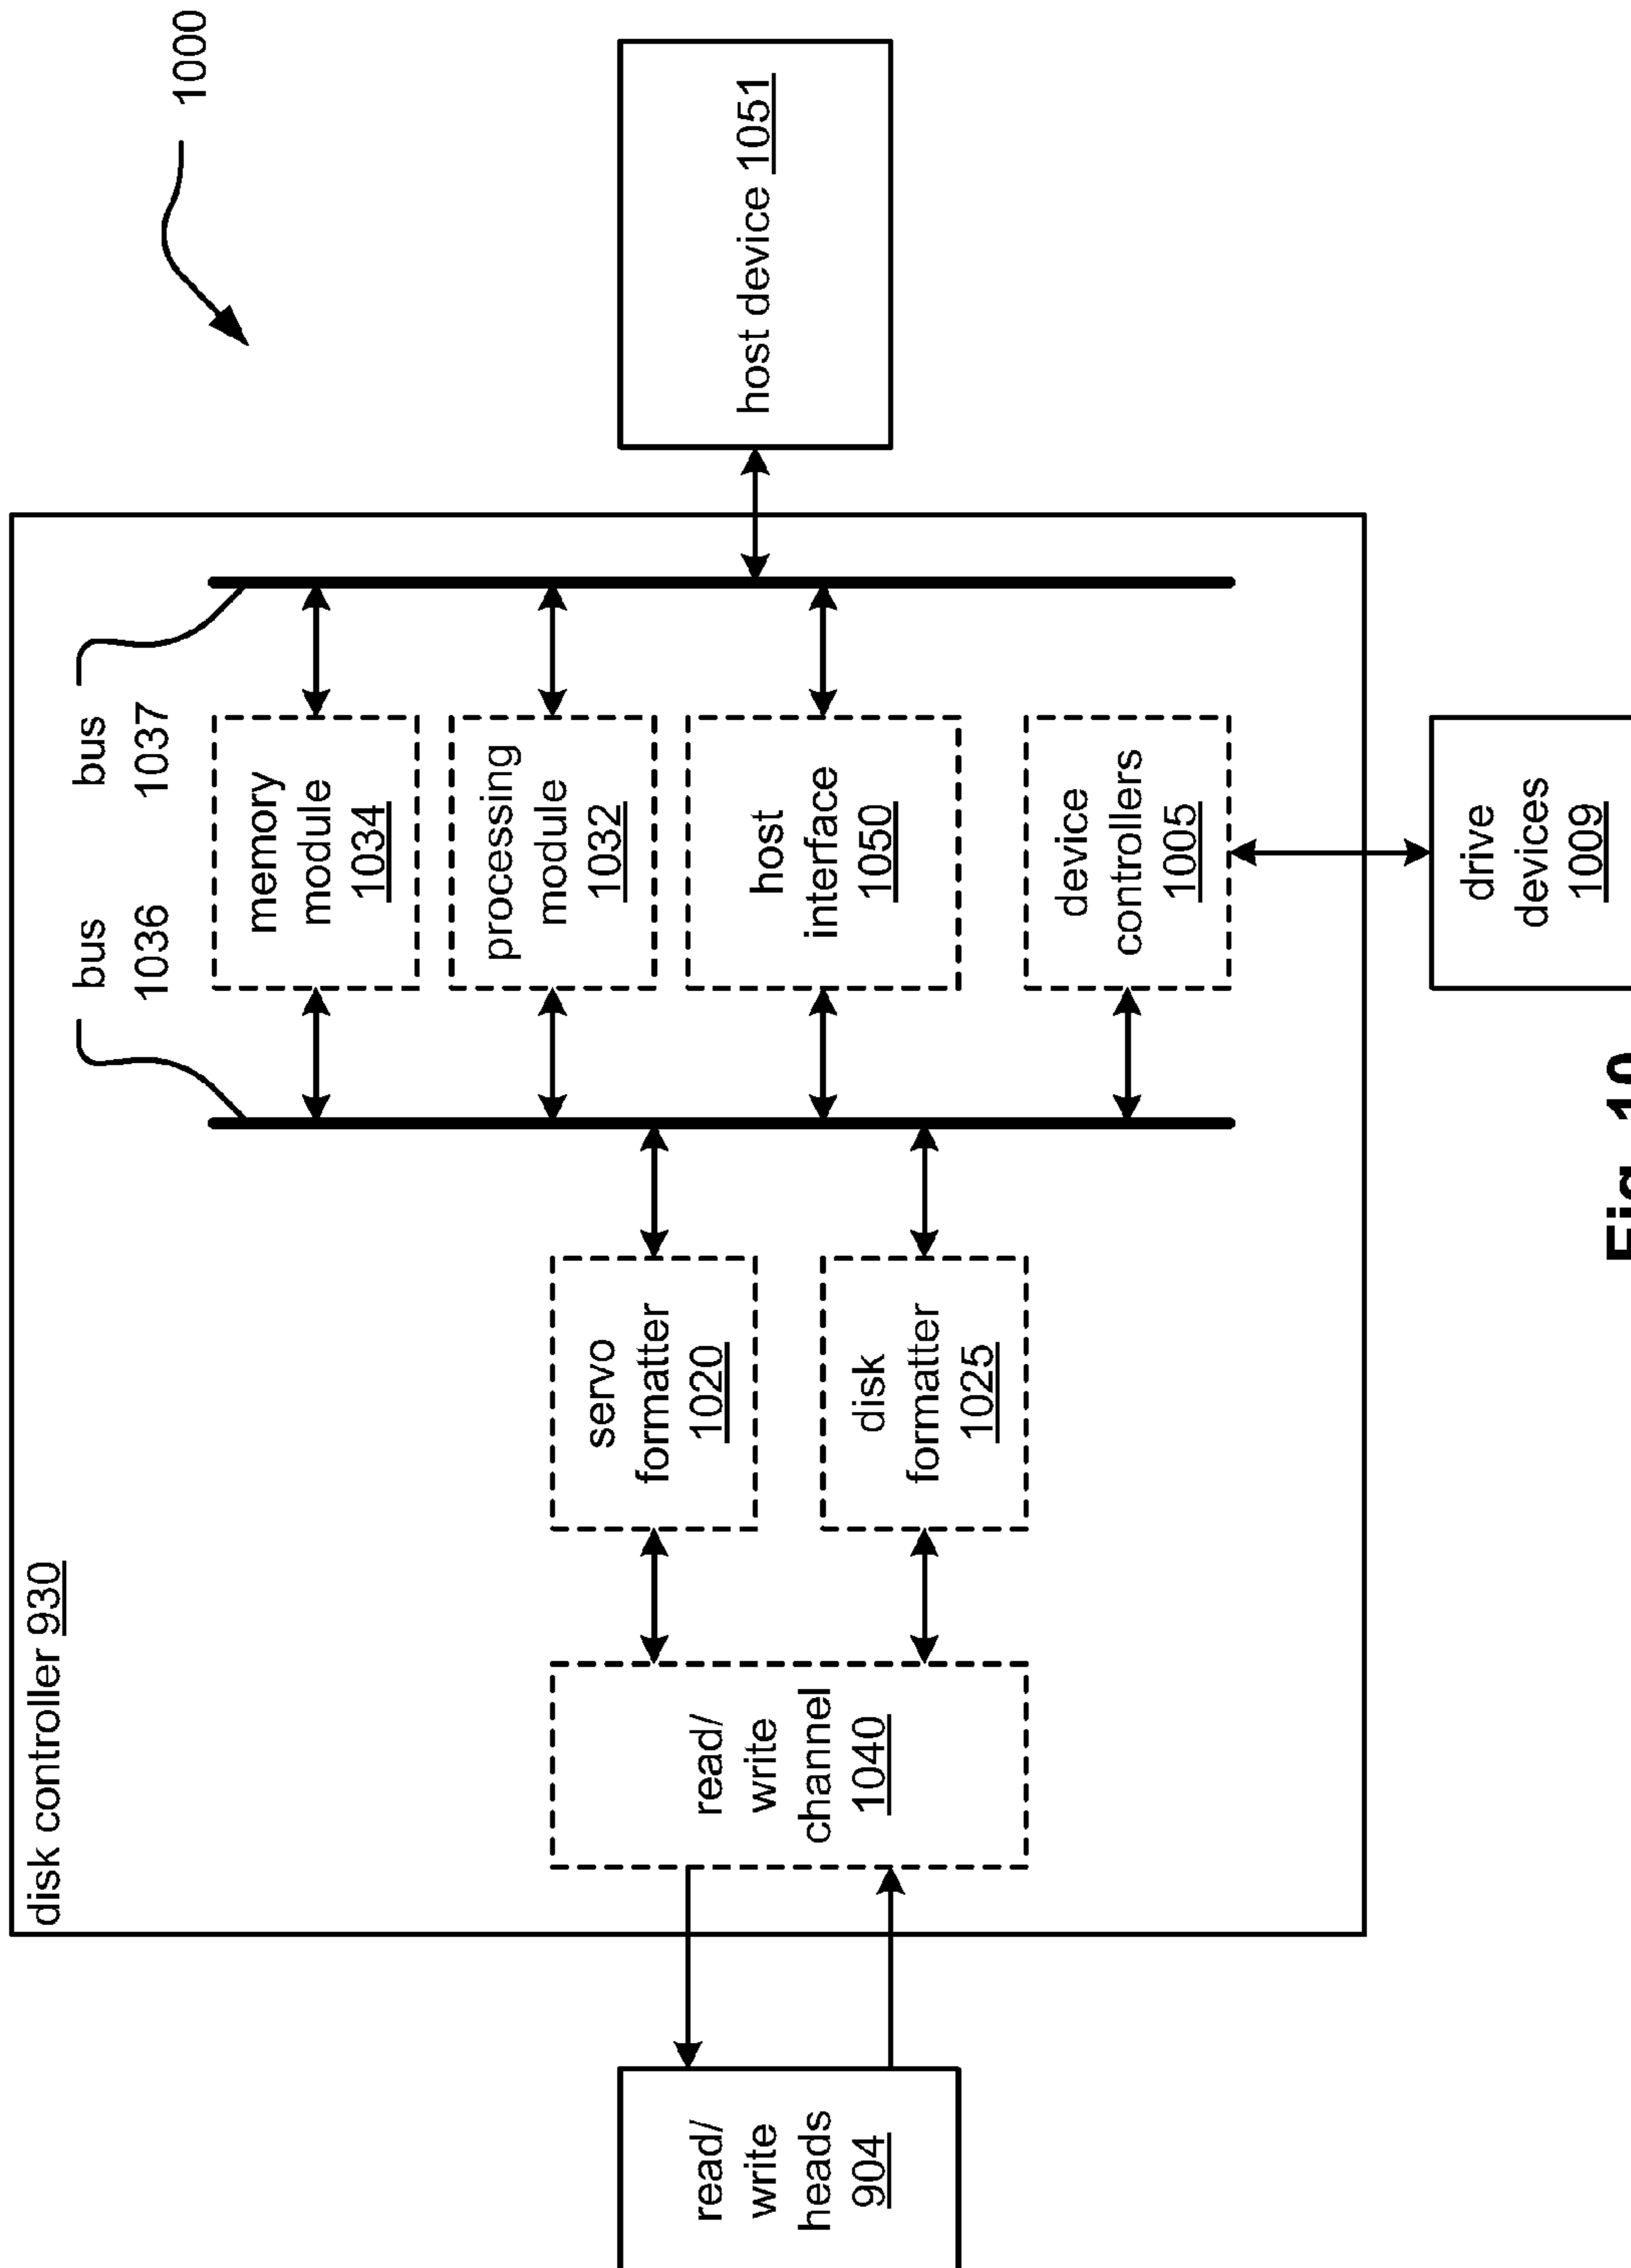 1000
disk controller 930
bus
1036
bus
1037
memory
module
1034
processing
module
1032
host
interface
1050
device
controllers
1005
servo
formatter
1020
disk
formatter
1025
read/
write
channel
1040
read/
write
heads
904
host device 1051
drive
devices
1009
Fig. 10